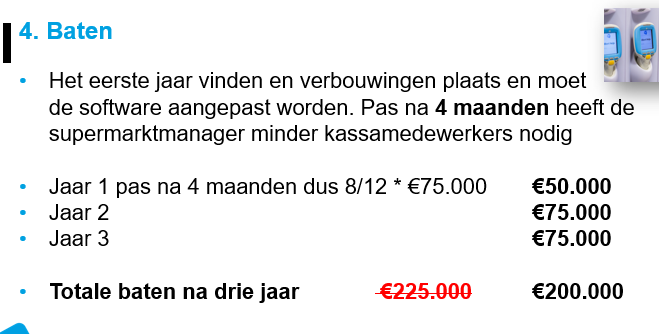 4. Baten
• Het eerste jaar vinden en verbouwingen plaats en moet
de software aangepast worden. Pas na 4 maanden heeft de
supermarktmanager minder kassamedewerkers nodig
• Jaar 1 pas na 4 maanden dus 8/12 * €75.000 €50.000
• Jaar 2 €75.000
• Jaar 3 €75.000
• Totale baten na drie jaar €225.000 €200.000